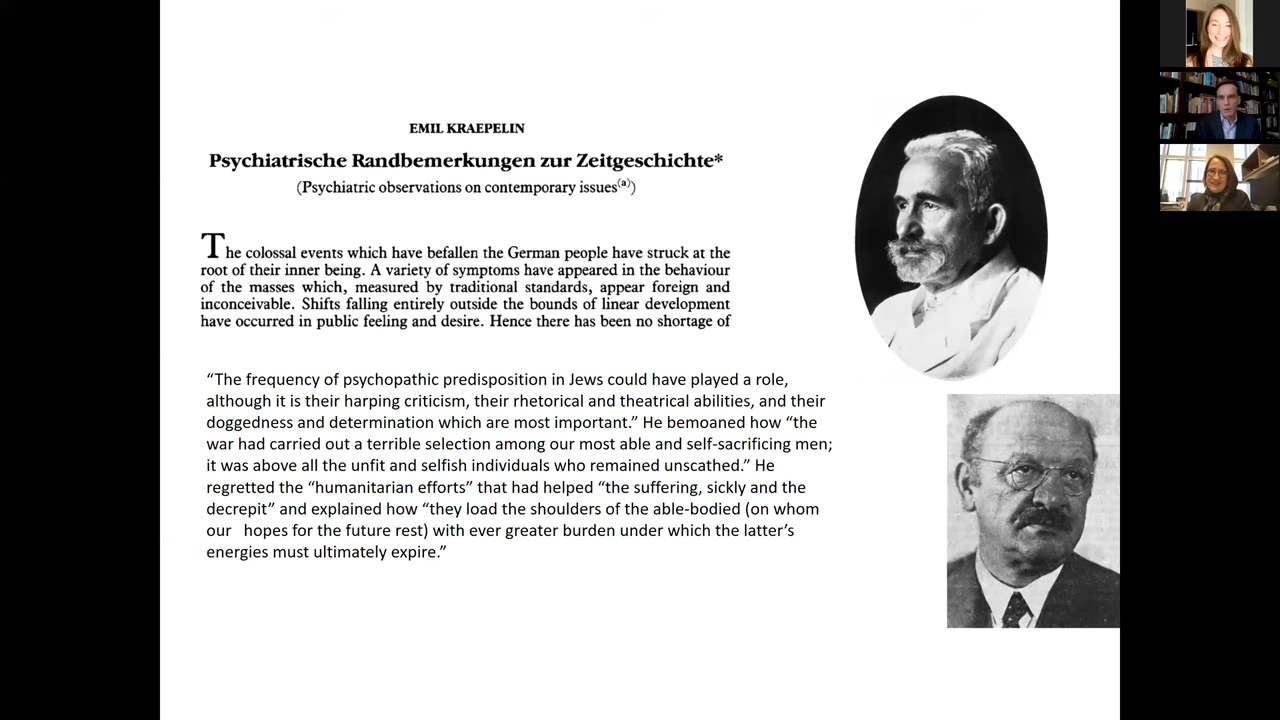 EMIL KRAEPELIN
Psychiatrische Randbemerkungen zur Zeitgeschichte*
(Psychiatric observations on contemporary issues(a))
The colossal events which have befallen the German people have struck at the
root of their inner being. A variety of symptoms have appeared in the behaviour
of the masses which, measured by traditional standards, appear foreign and
inconceivable. Shifts falling entirely outside the bounds of linear development
have occurred in public feeling and desire. Hence there has been no shortage of
“The frequency of psychopathic predisposition in Jews could have played a role,
although it is their harping criticism, their rhetorical and theatrical abilities, and their
doggedness and determination which are most important.” He bemoaned how “the
war had carried out a terrible selection among our most able and self-sacrificing men;
it was above all the unfit and selfish individuals who remained unscathed.” He
regretted the “humanitarian efforts” that had helped “the suffering, sickly and the
decrepit” and explained how “they load the shoulders of the able-bodied (on whom
our   hopes for the future rest) with ever greater burden under which the latter’s
energies must ultimately expire.”